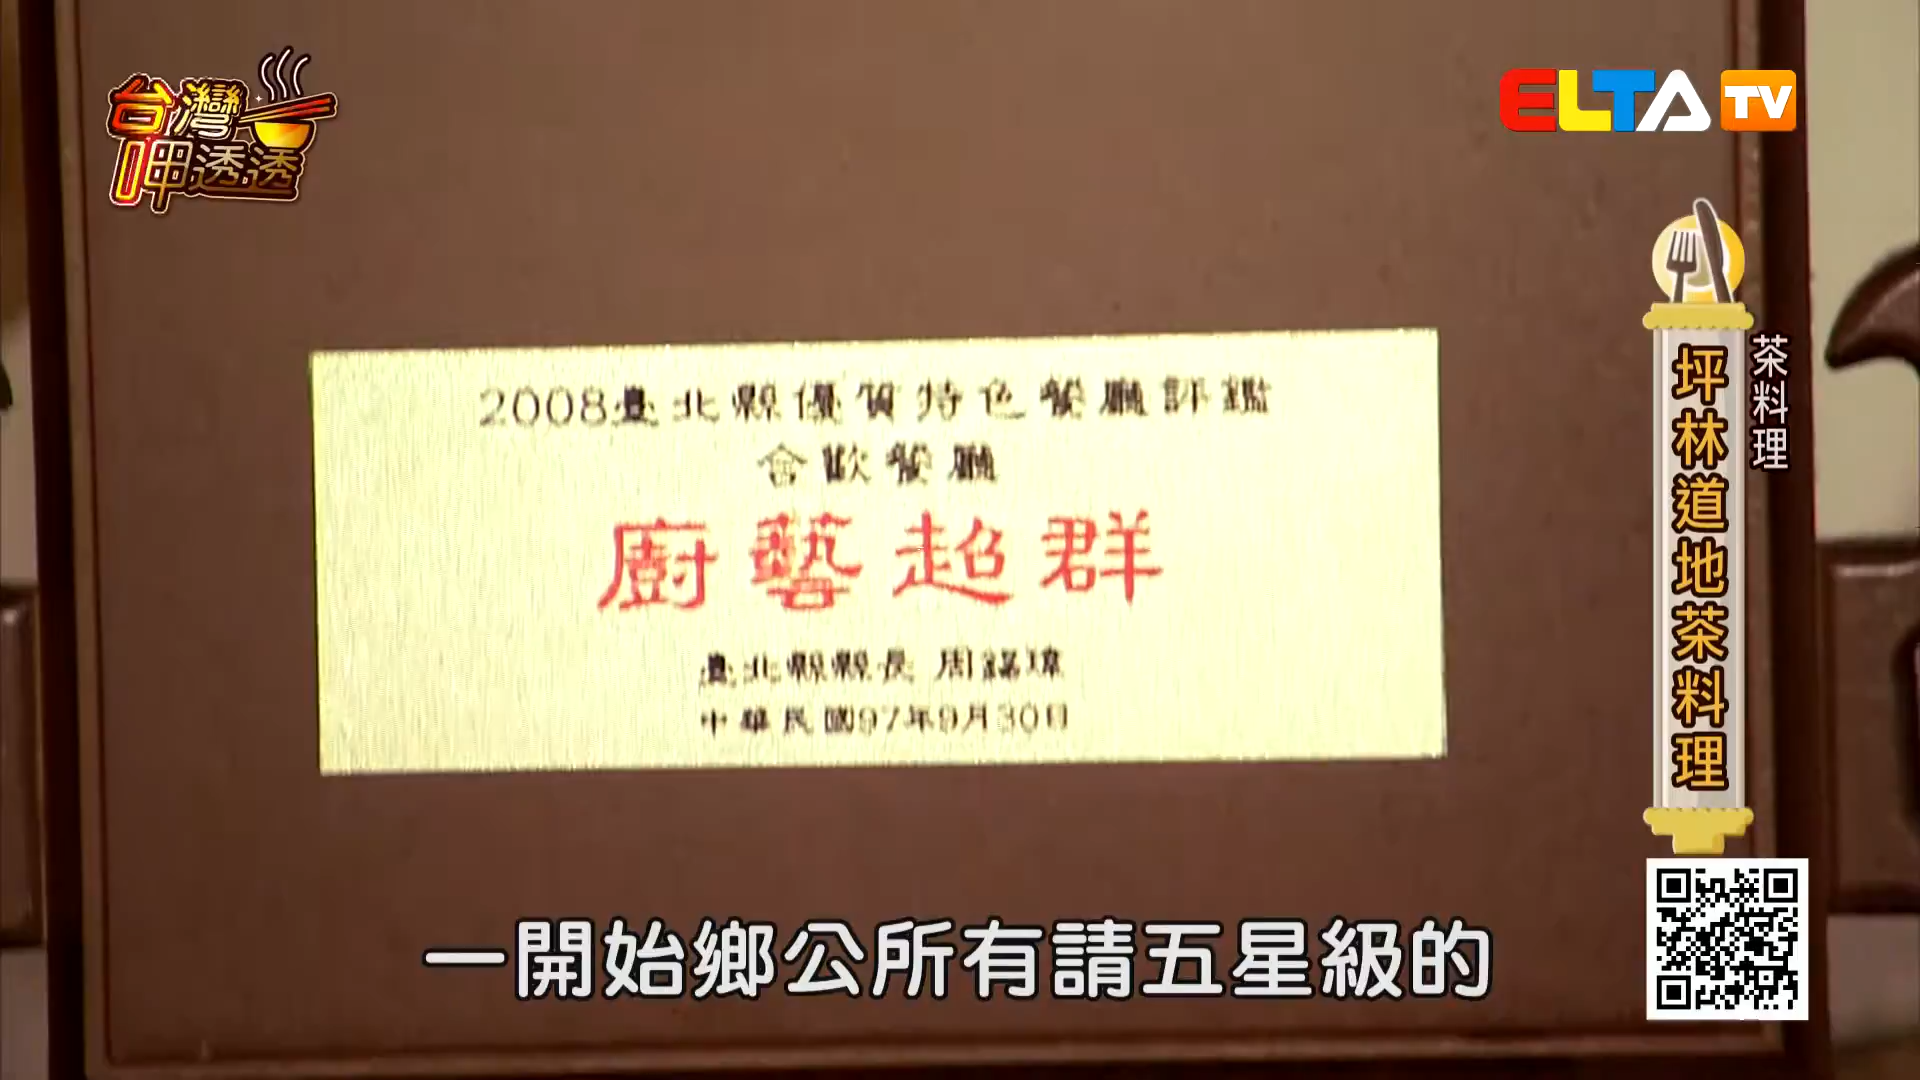 台灣
呷透透
ELTA TV
茶料理
坪林道地茶料理
2008臺北縣優質特色餐廳評鑑
合歡餐廳
廚藝超群
臺北縣縣長 周錫瑋
中華民國97年9月30日
一開始鄉公所有請五星級的